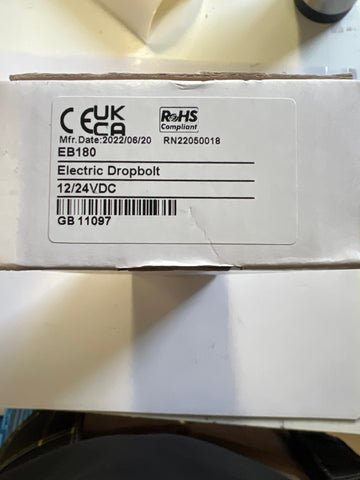 CE UK CA RoHS Compliant
Mfr. Date:2022/06/20 RN22050018
EB180
Electric Dropbolt
12/24VDC
GB 11097